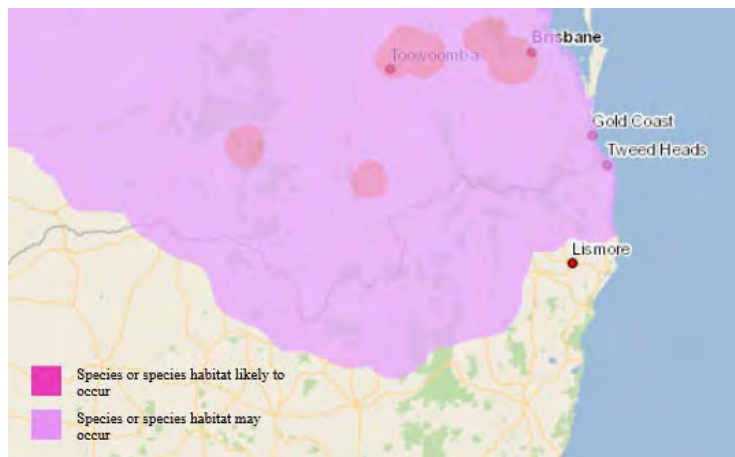 Brisbane
Toowoomba
Gold Coast
Tweed Heads
Lismore
Species or species habitat likely to
occur
Species or species habitat may
occur